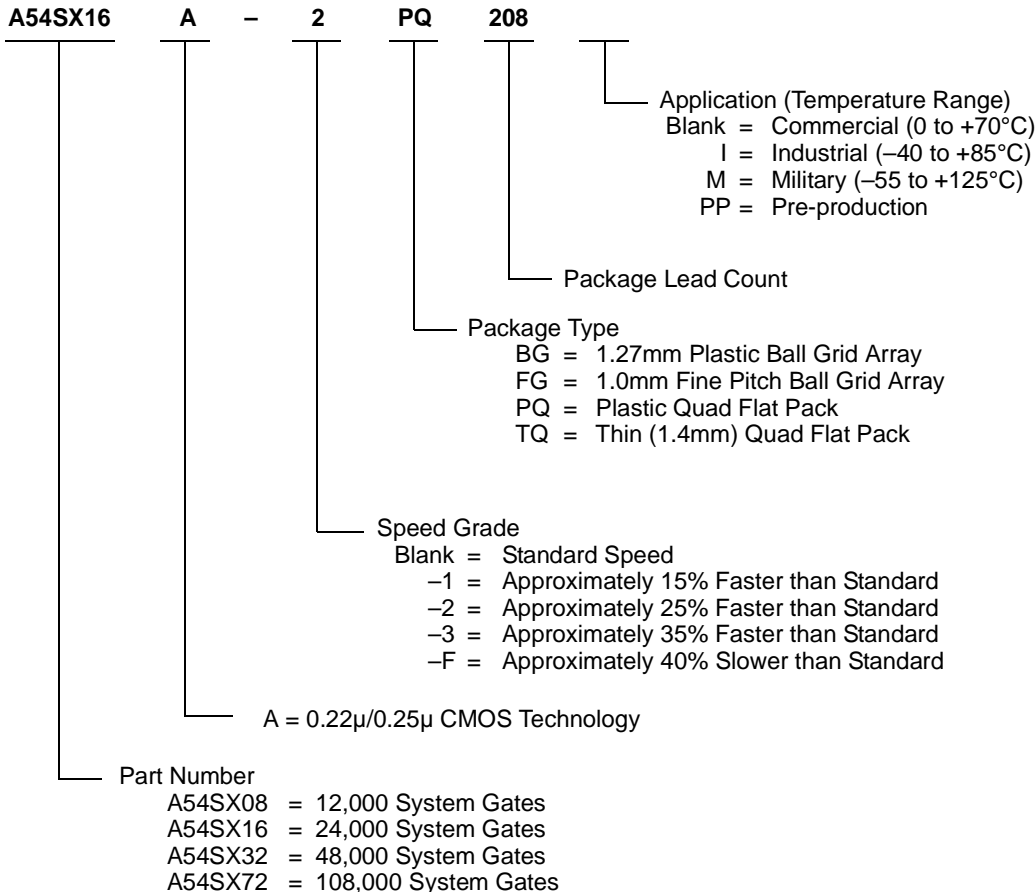 A54SX16 A – 2 PQ 208
Application (Temperature Range)
Blank = Commercial (0 to +70°C)
I = Industrial (–40 to +85°C)
M = Military (–55 to +125°C)
PP = Pre-production
Package Lead Count
Package Type
BG = 1.27mm Plastic Ball Grid Array
FG = 1.0mm Fine Pitch Ball Grid Array
PQ = Plastic Quad Flat Pack
TQ = Thin (1.4mm) Quad Flat Pack
Speed Grade
Blank = Standard Speed
–1 = Approximately 15% Faster than Standard
–2 = Approximately 25% Faster than Standard
–3 = Approximately 35% Faster than Standard
–F = Approximately 40% Slower than Standard
A = 0.22µ/0.25µ CMOS Technology
Part Number
A54SX08 = 12,000 System Gates
A54SX16 = 24,000 System Gates
A54SX32 = 48,000 System Gates
A54SX72 = 108,000 System Gates